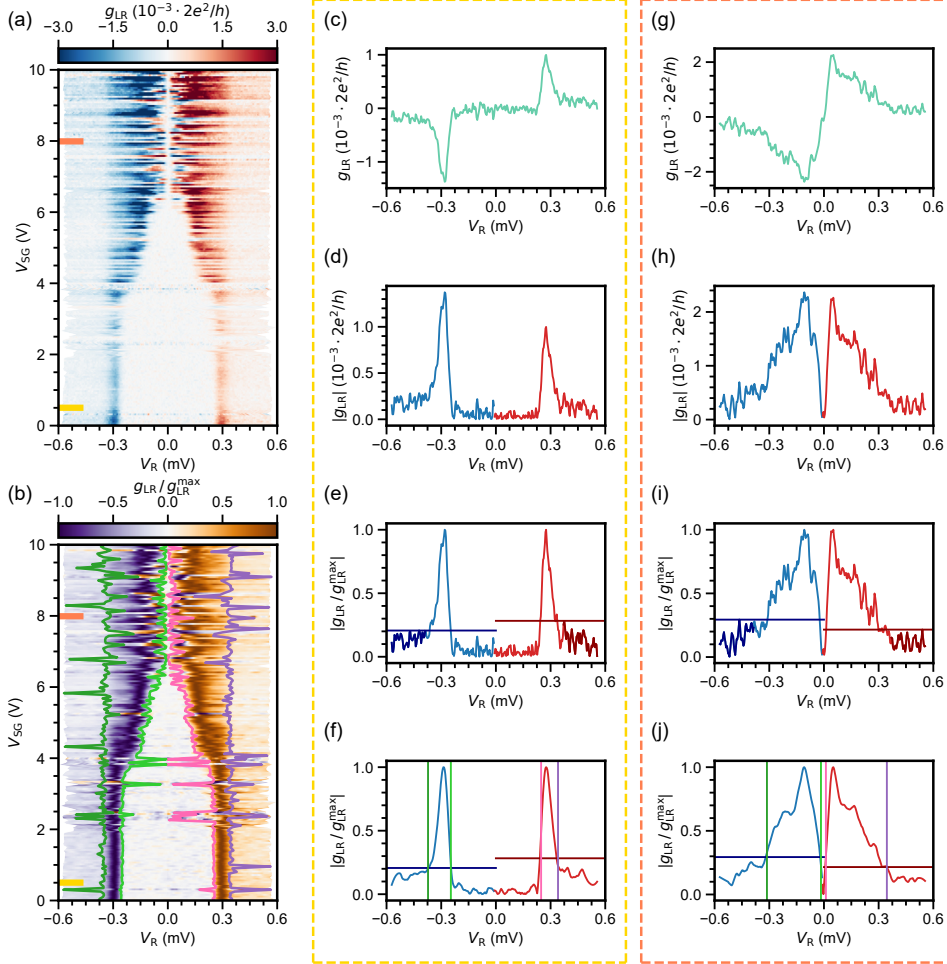 (a)
g_LR (10⁻³ · 2e²/h)
−3.0 −1.5 0.0 1.5 3.0
10
8
6
4
2
0
V_SG (V)
−0.6 −0.3 0.0 0.3 0.6
V_R (mV)
(b)
g_LR / g_LR^max
−1.0 −0.5 0.0 0.5 1.0
10
8
6
4
2
0
V_SG (V)
−0.6 −0.3 0.0 0.3 0.6
V_R (mV)
(c)
g_LR (10⁻³ · 2e²/h)
1
0
−1
−0.6 −0.3 0.0 0.3 0.6
V_R (mV)
(d)
|g_LR| (10⁻³ · 2e²/h)
1.0
0.5
0.0
−0.6 −0.3 0.0 0.3 0.6
V_R (mV)
(e)
|g_LR / g_LR^max|
1.0
0.5
0.0
−0.6 −0.3 0.0 0.3 0.6
V_R (mV)
(f)
|g_LR / g_LR^max|
1.0
0.5
0.0
−0.6 −0.3 0.0 0.3 0.6
V_R (mV)
(g)
g_LR (10⁻³ · 2e²/h)
2
0
−2
−0.6 −0.3 0.0 0.3 0.6
V_R (mV)
(h)
|g_LR| (10⁻³ · 2e²/h)
2
1
0
−0.6 −0.3 0.0 0.3 0.6
V_R (mV)
(i)
|g_LR / g_LR^max|
1.0
0.5
0.0
−0.6 −0.3 0.0 0.3 0.6
V_R (mV)
(j)
|g_LR / g_LR^max|
1.0
0.5
0.0
−0.6 −0.3 0.0 0.3 0.6
V_R (mV)